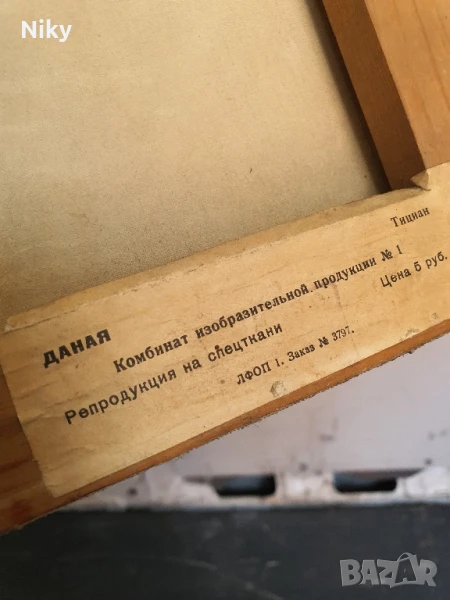 Niky
Тициан
ДАНАЯ
Комбинат изобразительной продукции № 1
Репродукция на спецткани
Цена 5 руб.
ЛФОП 1. Заказ № 3797.
BAZAR